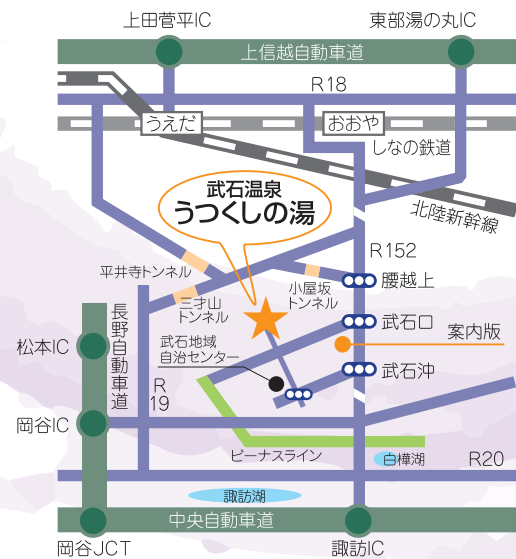 上田菅平IC
東部湯の丸IC
上信越自動車道
R18
うえだ
おおや
しなの鉄道
武石温泉
うつくしの湯
北陸新幹線
R152
平井寺トンネル
腰越上
小屋坂
トンネル
三才山
トンネル
長野自動車道
武石口
案内版
武石地域
自治センター
松本IC
武石沖
R
19
岡谷IC
ビーナスライン
白樺湖
R20
諏訪湖
中央自動車道
岡谷JCT
諏訪IC